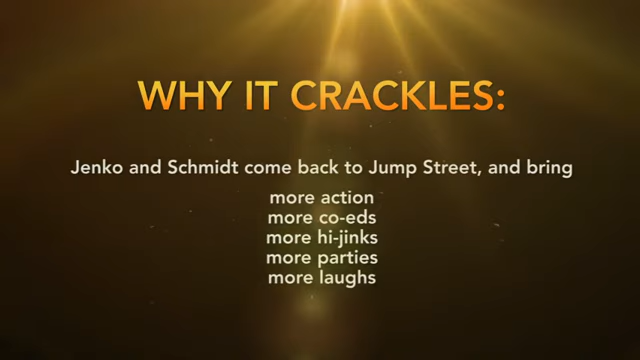 WHY IT CRACKLES:
Jenko and Schmidt come back to Jump Street, and bring
more action
more co-eds
more hi-jinks
more parties
more laughs